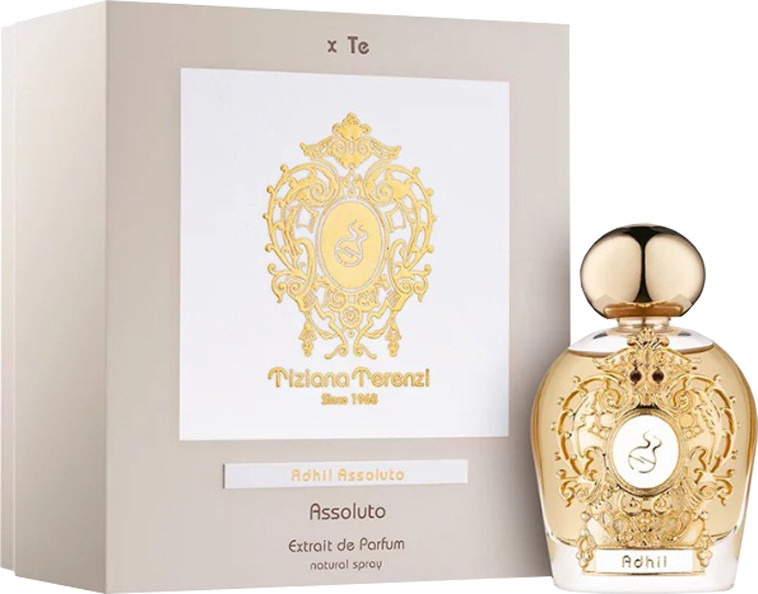 x Te
Tiziana Terenzi
Since 1968
Adhil Assoluto
Assoluto
Extrait de Parfum
natural spray
Adhil